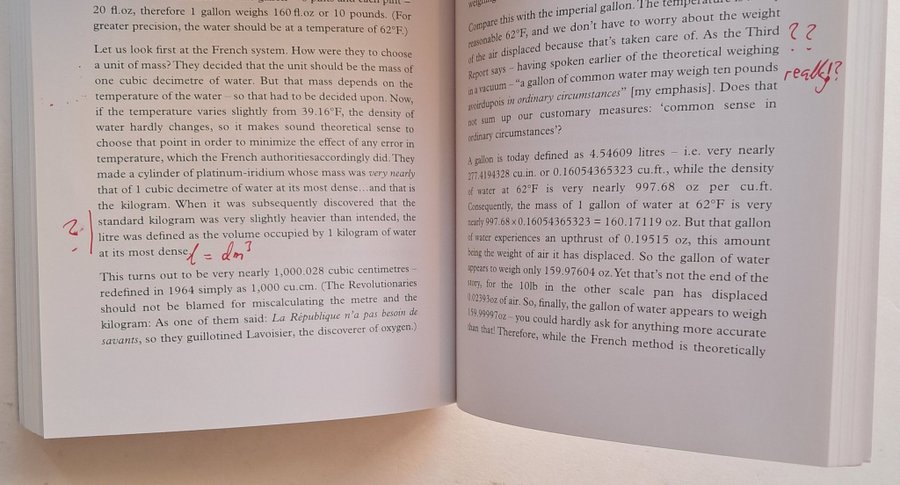 20 fl.oz, therefore 1 gallon weighs 160 fl.oz or 10 pounds. (For
greater precision, the water should be at a temperature of 62°F.)
Let us look first at the French system. How were they to choose
a unit of mass? They decided that the unit should be the mass of
one cubic decimetre of water. But that mass depends on the
temperature of the water – so that had to be decided upon. Now,
if the temperature varies slightly from 39.16°F, the density of
water hardly changes, so it makes sound theoretical sense to
choose that point in order to minimize the effect of any error in
temperature, which the French authoritiesaccordingly did. They
made a cylinder of platinum-iridium whose mass was very nearly
that of 1 cubic decimetre of water at its most dense…and that is
the kilogram. When it was subsequently discovered that the
? standard kilogram was very slightly heavier than intended, the
litre was defined as the volume occupied by 1 kilogram of water
at its most dense. l = dm³
This turns out to be very nearly 1,000.028 cubic centimetres –
redefined in 1964 simply as 1,000 cu.cm. (The Revolutionaries
should not be blamed for miscalculating the metre and the
kilogram: As one of them said: La République n'a pas besoin de
savants, so they guillotined Lavoisier, the discoverer of oxygen.)
Compare this with the imperial gallon. The temperature is
reasonable 62°F, and we don't have to worry about the weight
of the air displaced because that's taken care of. As the Third ??
Report says – having spoken earlier of the theoretical weighing
in a vacuum – "a gallon of common water may weigh ten pounds really!?
avoirdupois in ordinary circumstances" [my emphasis]. Does that
not sum up our customary measures: 'common sense in
ordinary circumstances'?
A gallon is today defined as 4.54609 litres – i.e. very nearly
277.4194328 cu.in. or 0.16054365323 cu.ft., while the density
of water at 62°F is very nearly 997.68 oz per cu.ft.
Consequently, the mass of 1 gallon of water at 62°F is very
nearly 997.68 x 0.16054365323 = 160.17119 oz. But that gallon
of water experiences an upthrust of 0.19515 oz, this amount
being the weight of air it has displaced. So the gallon of water
appears to weigh only 159.97604 oz. Yet that's not the end of the
story, for the 10lb in the other scale pan has displaced
0.02393oz of air. So, finally, the gallon of water appears to weigh
159.99997oz – you could hardly ask for anything more accurate
than that! Therefore, while the French method is theoretically